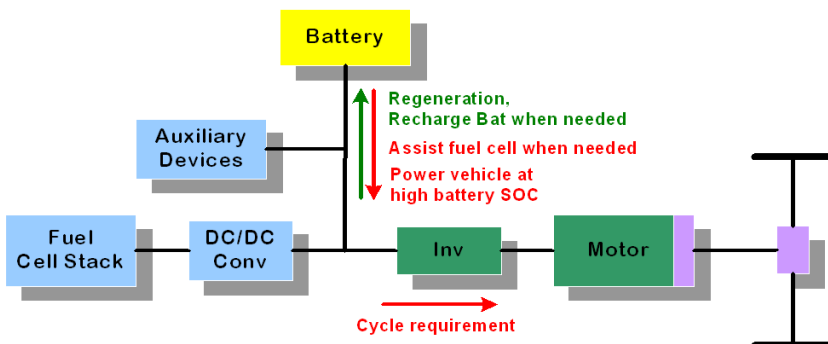 Battery
Regeneration,
Recharge Bat when needed
Auxiliary
Devices
Assist fuel cell when needed
Power vehicle at
high battery SOC
Fuel
Cell Stack
DC/DC
Conv
Inv
Motor
Cycle requirement